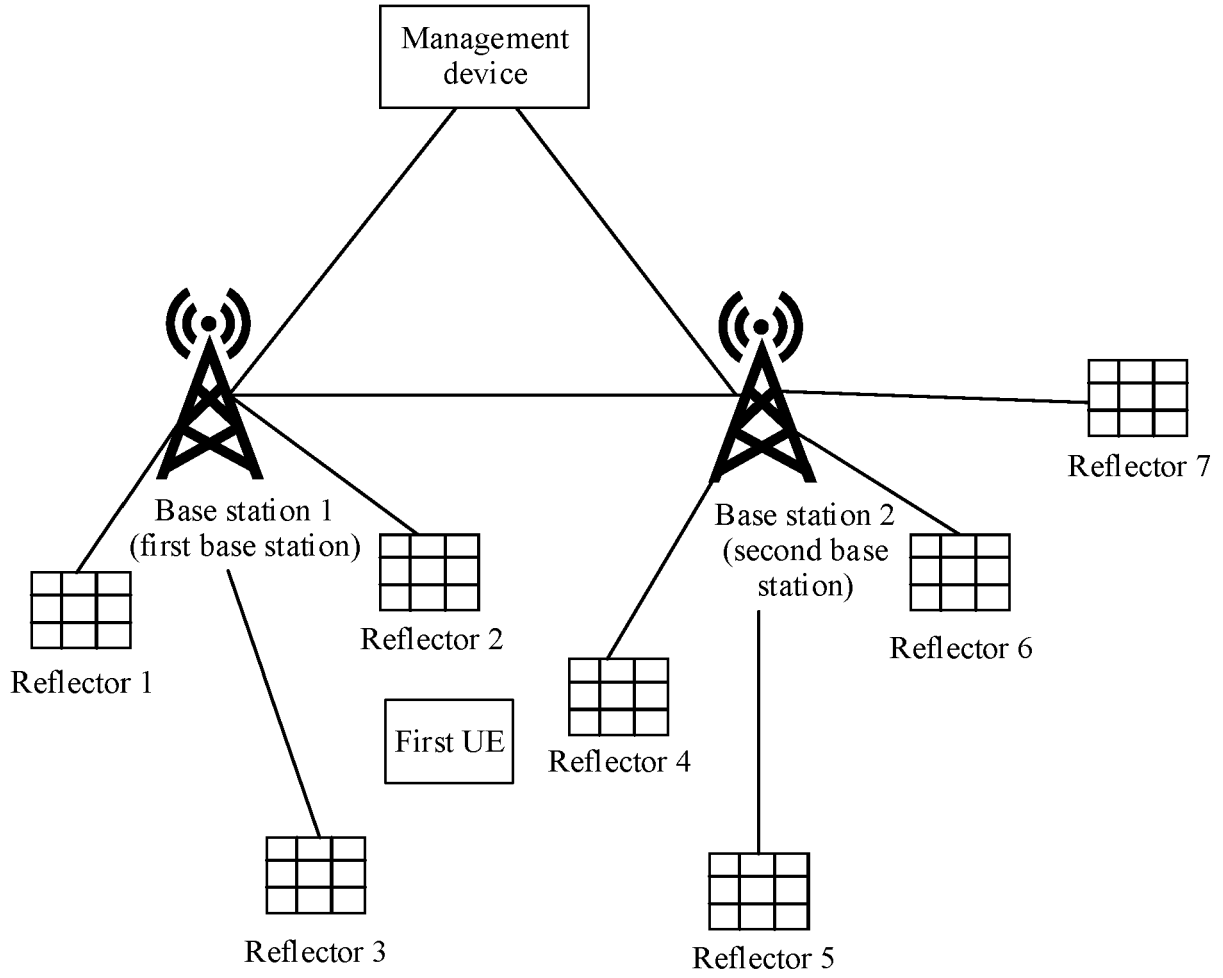 Management
device
Reflector 7
Base station 1
(first base station)
Base station 2
(second base
station)
Reflector 2
Reflector 6
Reflector 1
First UE
Reflector 4
Reflector 3
Reflector 5